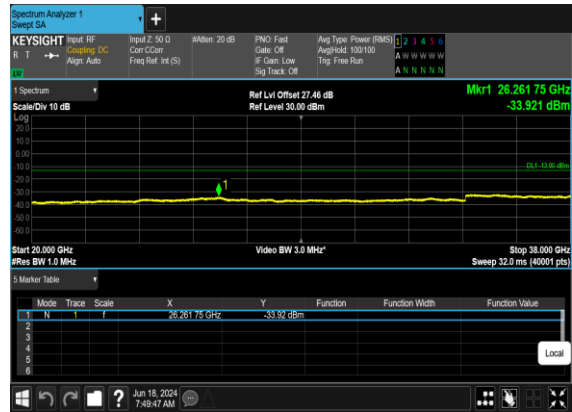 Spectrum Analyzer 1
Swept SA
+
KEYSIGHT
R T
Input: RF
Coupling: DC
Align: Auto
Input Z: 50 Ω
Corr CCorr
Freq Ref: Int (S)
#Atten: 20 dB
PNO: Fast
Gate: Off
IF Gain: Low
Sig Track: Off
Avg Type: Power (RMS)
Avg|Hold: 100/100
Trig: Free Run
1 2 3 4 5 6
A W W W W W
A N N N N N
1 Spectrum
Scale/Div 10 dB
Ref Lvl Offset 27.46 dB
Ref Level 30.00 dBm
Mkr1 26.261 75 GHz
-33.921 dBm
Log
20.0
10.0
0.00
-10.0
DL1 -13.00 dBm
-20.0
-30.0
1
-40.0
-50.0
-60.0
Start 20.000 GHz
#Res BW 1.0 MHz
Video BW 3.0 MHz*
Stop 38.000 GHz
Sweep 32.0 ms (40001 pts)
5 Marker Table
Mode Trace Scale X Y Function Function Width Function Value
1 N 1 f 26.261 75 GHz -33.92 dBm
2
3
4
5
6
Local
?
Jun 18, 2024
7:49:47 AM